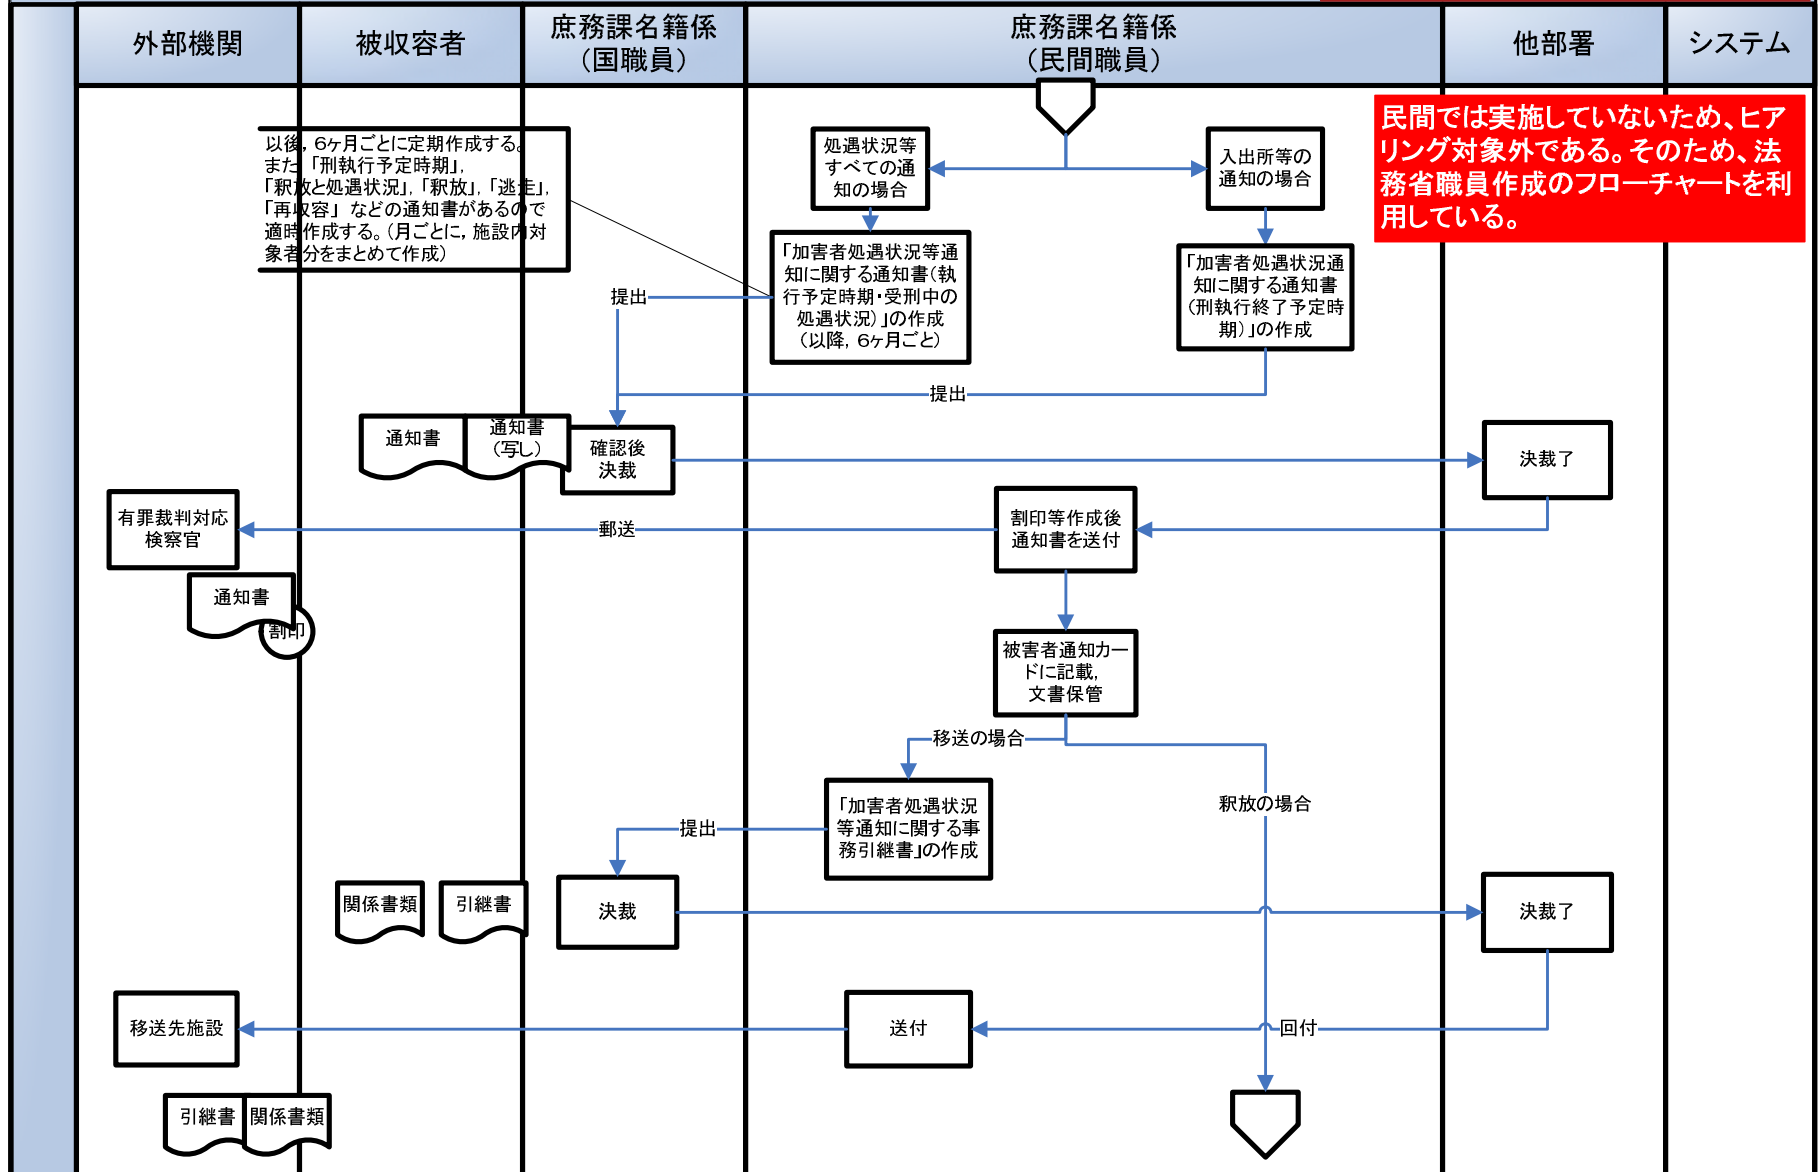 外部機関
被収容者
庶務課名籍係
（国職員）
庶務課名籍係
（民間職員）
他部署
システム
民間では実施していないため、ヒア
リング対象外である。そのため、法
務省職員作成のフローチャートを利
用している。
以後，6ヶ月ごとに定期作成する。
また「刑執行予定時期」，
「釈放と処遇状況」，「釈放」，「逃走」，
「再収容」などの通知書があるので
適時作成する。（月ごとに，施設内対
象者分をまとめて作成）
処遇状況等
すべての通
知の場合
入出所等の
通知の場合
「加害者処遇状況等通
知に関する通知書（執
行予定時期・受刑中の
処遇状況）」の作成
（以降，6ヶ月ごと）
「加害者処遇状況通
知に関する通知書
（刑執行終了予定時
期）」の作成
提出
提出
通知書
通知書
（写し）
確認後
決裁
決裁了
有罪裁判対応
検察官
郵送
割印等作成後
通知書を送付
通知書
割印
被害者通知カー
ドに記載，
文書保管
移送の場合
釈放の場合
「加害者処遇状況
等通知に関する事
務引継書」の作成
提出
関係書類
引継書
決裁
決裁了
移送先施設
送付
回付
引継書
関係書類